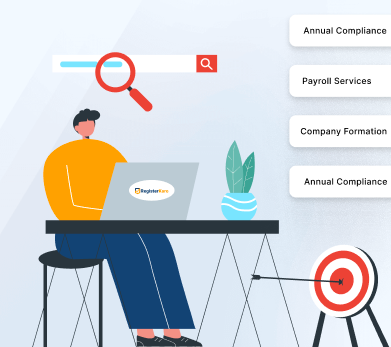 Annual Compliance
Payroll Services
Company Formation
RegisterKaro
Annual Compliance